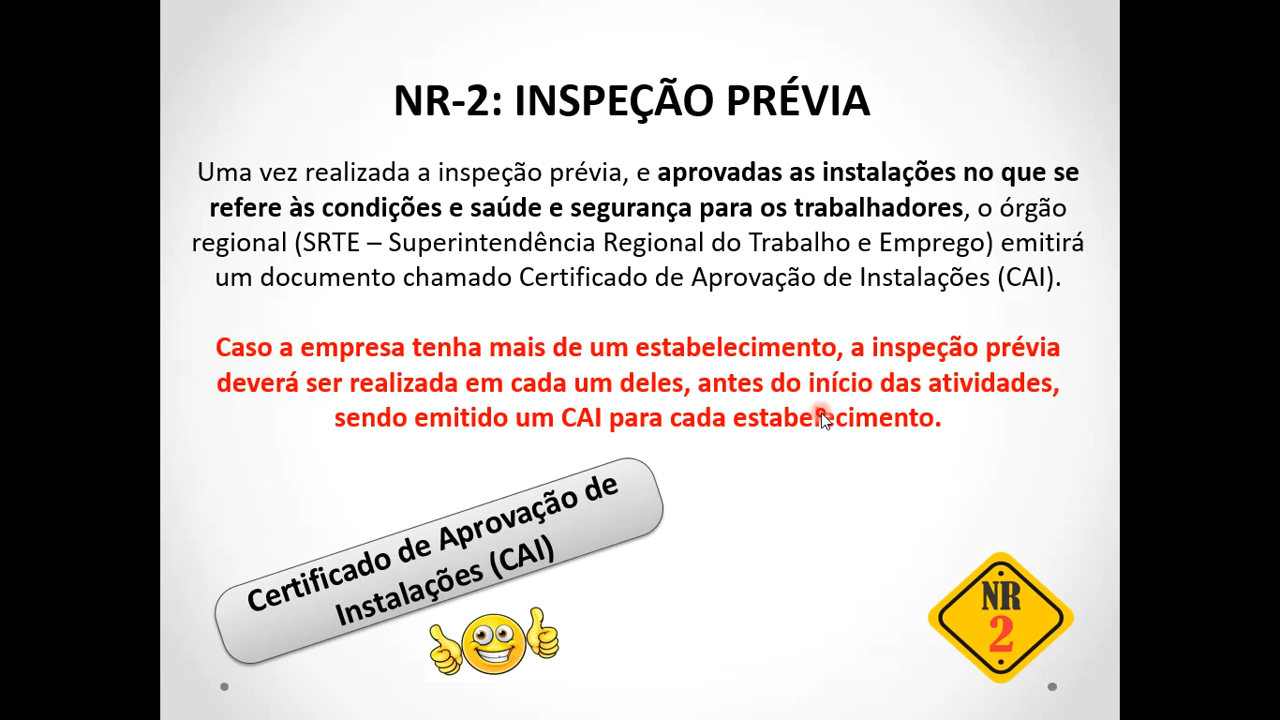 NR-2: INSPEÇÃO PRÉVIA
Uma vez realizada a inspeção prévia, e aprovadas as instalações no que se
refere às condições e saúde e segurança para os trabalhadores, o órgão
regional (SRTE – Superintendência Regional do Trabalho e Emprego) emitirá
um documento chamado Certificado de Aprovação de Instalações (CAI).
Caso a empresa tenha mais de um estabelecimento, a inspeção prévia
deverá ser realizada em cada um deles, antes do início das atividades,
sendo emitido um CAI para cada estabelecimento.
Certificado de Aprovação de
Instalações (CAI)
NR
2